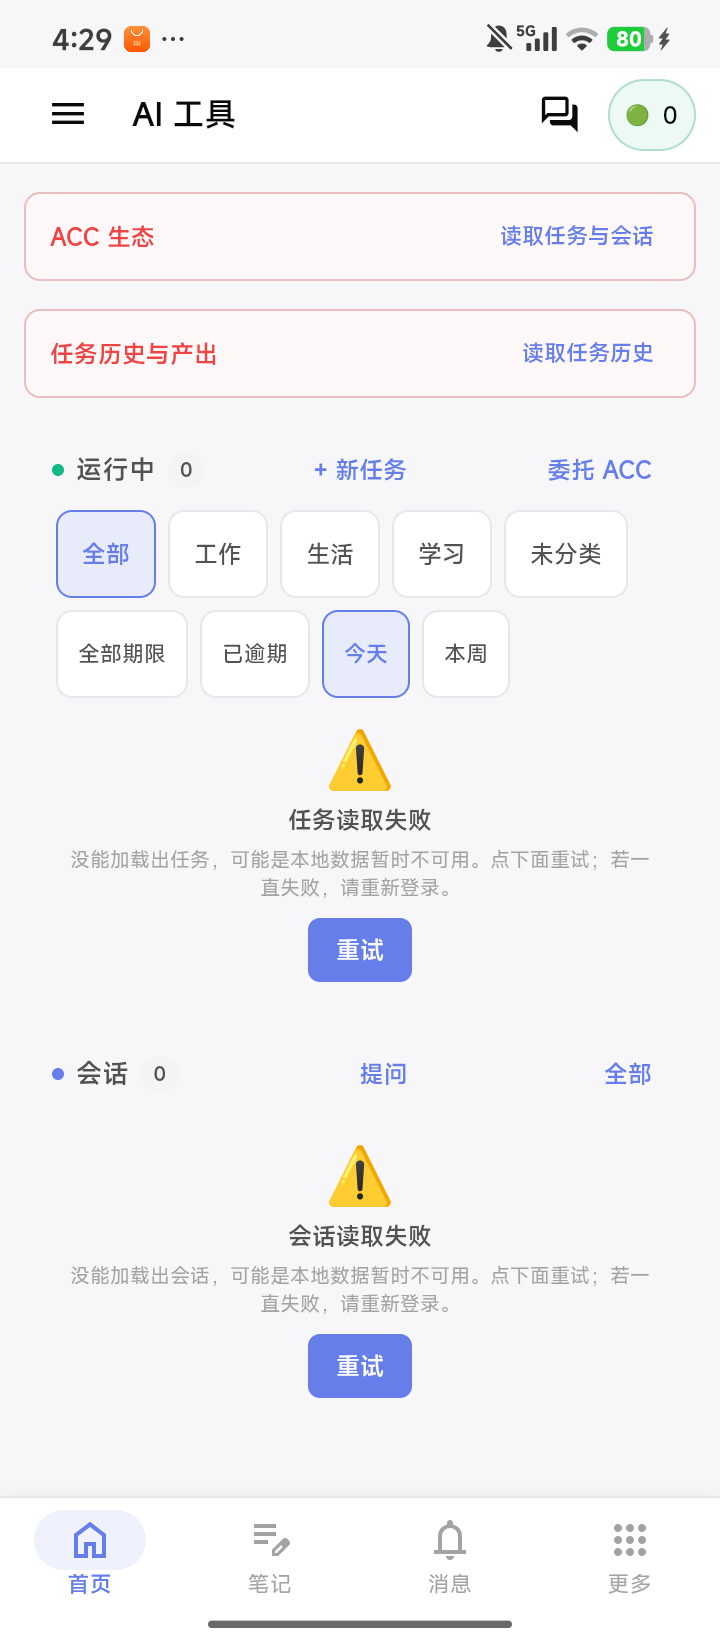 4:29 ... 5G 80
AI 工具 0
ACC 生态 读取任务与会话
任务历史与产出 读取任务历史
运行中 0 + 新任务 委托 ACC
全部 工作 生活 学习 未分类
全部期限 已逾期 今天 本周
任务读取失败
没能加载出任务，可能是本地数据暂时不可用。点下面重试；若一
直失败，请重新登录。
重试
会话 0 提问 全部
会话读取失败
没能加载出会话，可能是本地数据暂时不可用。点下面重试；若一
直失败，请重新登录。
重试
首页 笔记 消息 更多